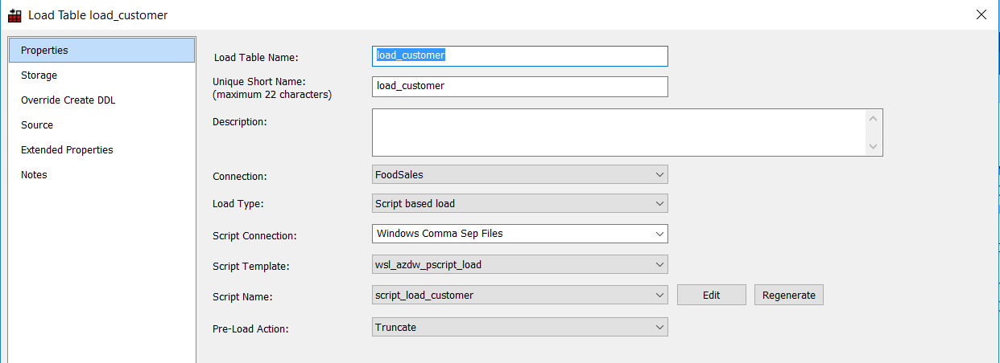 Load Table load_customer
Properties
Storage
Override Create DDL
Source
Extended Properties
Notes
Load Table Name: load_customer
Unique Short Name: load_customer
(maximum 22 characters)
Description:
Connection: FoodSales
Load Type: Script based load
Script Connection: Windows Comma Sep Files
Script Template: wsl_azdw_pscript_load
Script Name: script_load_customer Edit Regenerate
Pre-Load Action: Truncate